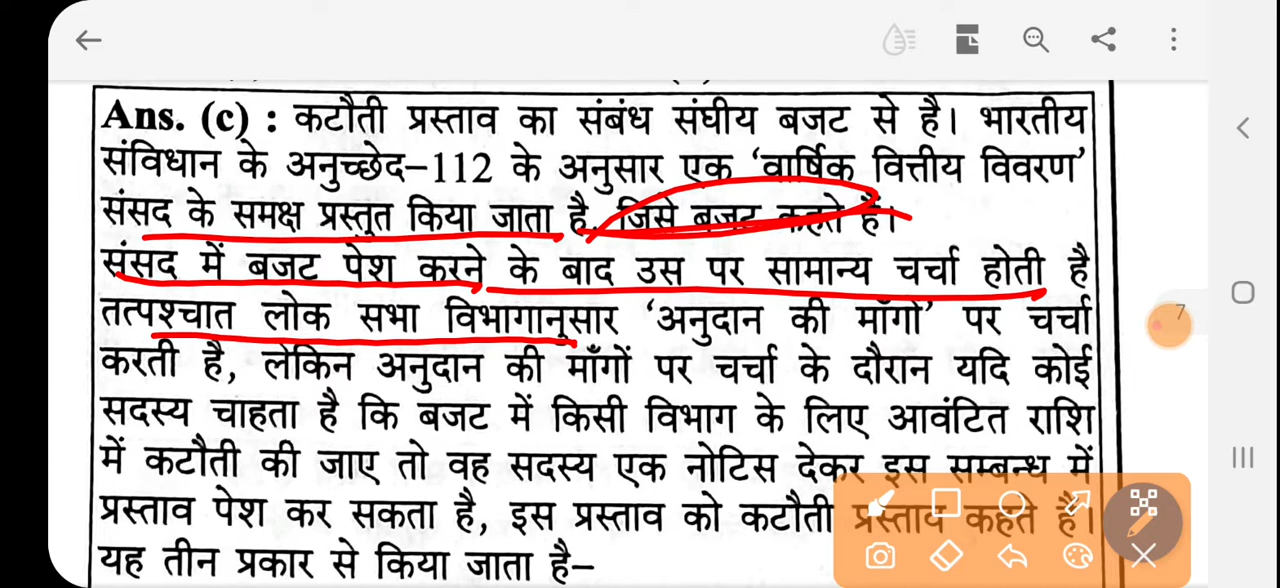 Ans. (c) : कटौती प्रस्ताव का संबंध संघीय बजट से है। भारतीय
संविधान के अनुच्छेद–112 के अनुसार एक ‘वार्षिक वित्तीय विवरण’
संसद के समक्ष प्रस्तुत किया जाता है, जिसे बजट कहते हैं।
संसद में बजट पेश करने के बाद उस पर सामान्य चर्चा होती है
तत्पश्चात लोक सभा विभागानुसार ‘अनुदान की माँगों’ पर चर्चा
7
करती है, लेकिन अनुदान की माँगों पर चर्चा के दौरान यदि कोई
सदस्य चाहता है कि बजट में किसी विभाग के लिए आवंटित राशि
में कटौती की जाए तो वह सदस्य एक नोटिस देकर इस सम्बन्ध में
प्रस्ताव पेश कर सकता है, इस प्रस्ताव को कटौती प्रस्ताव कहते हैं।
यह तीन प्रकार से किया जाता है–